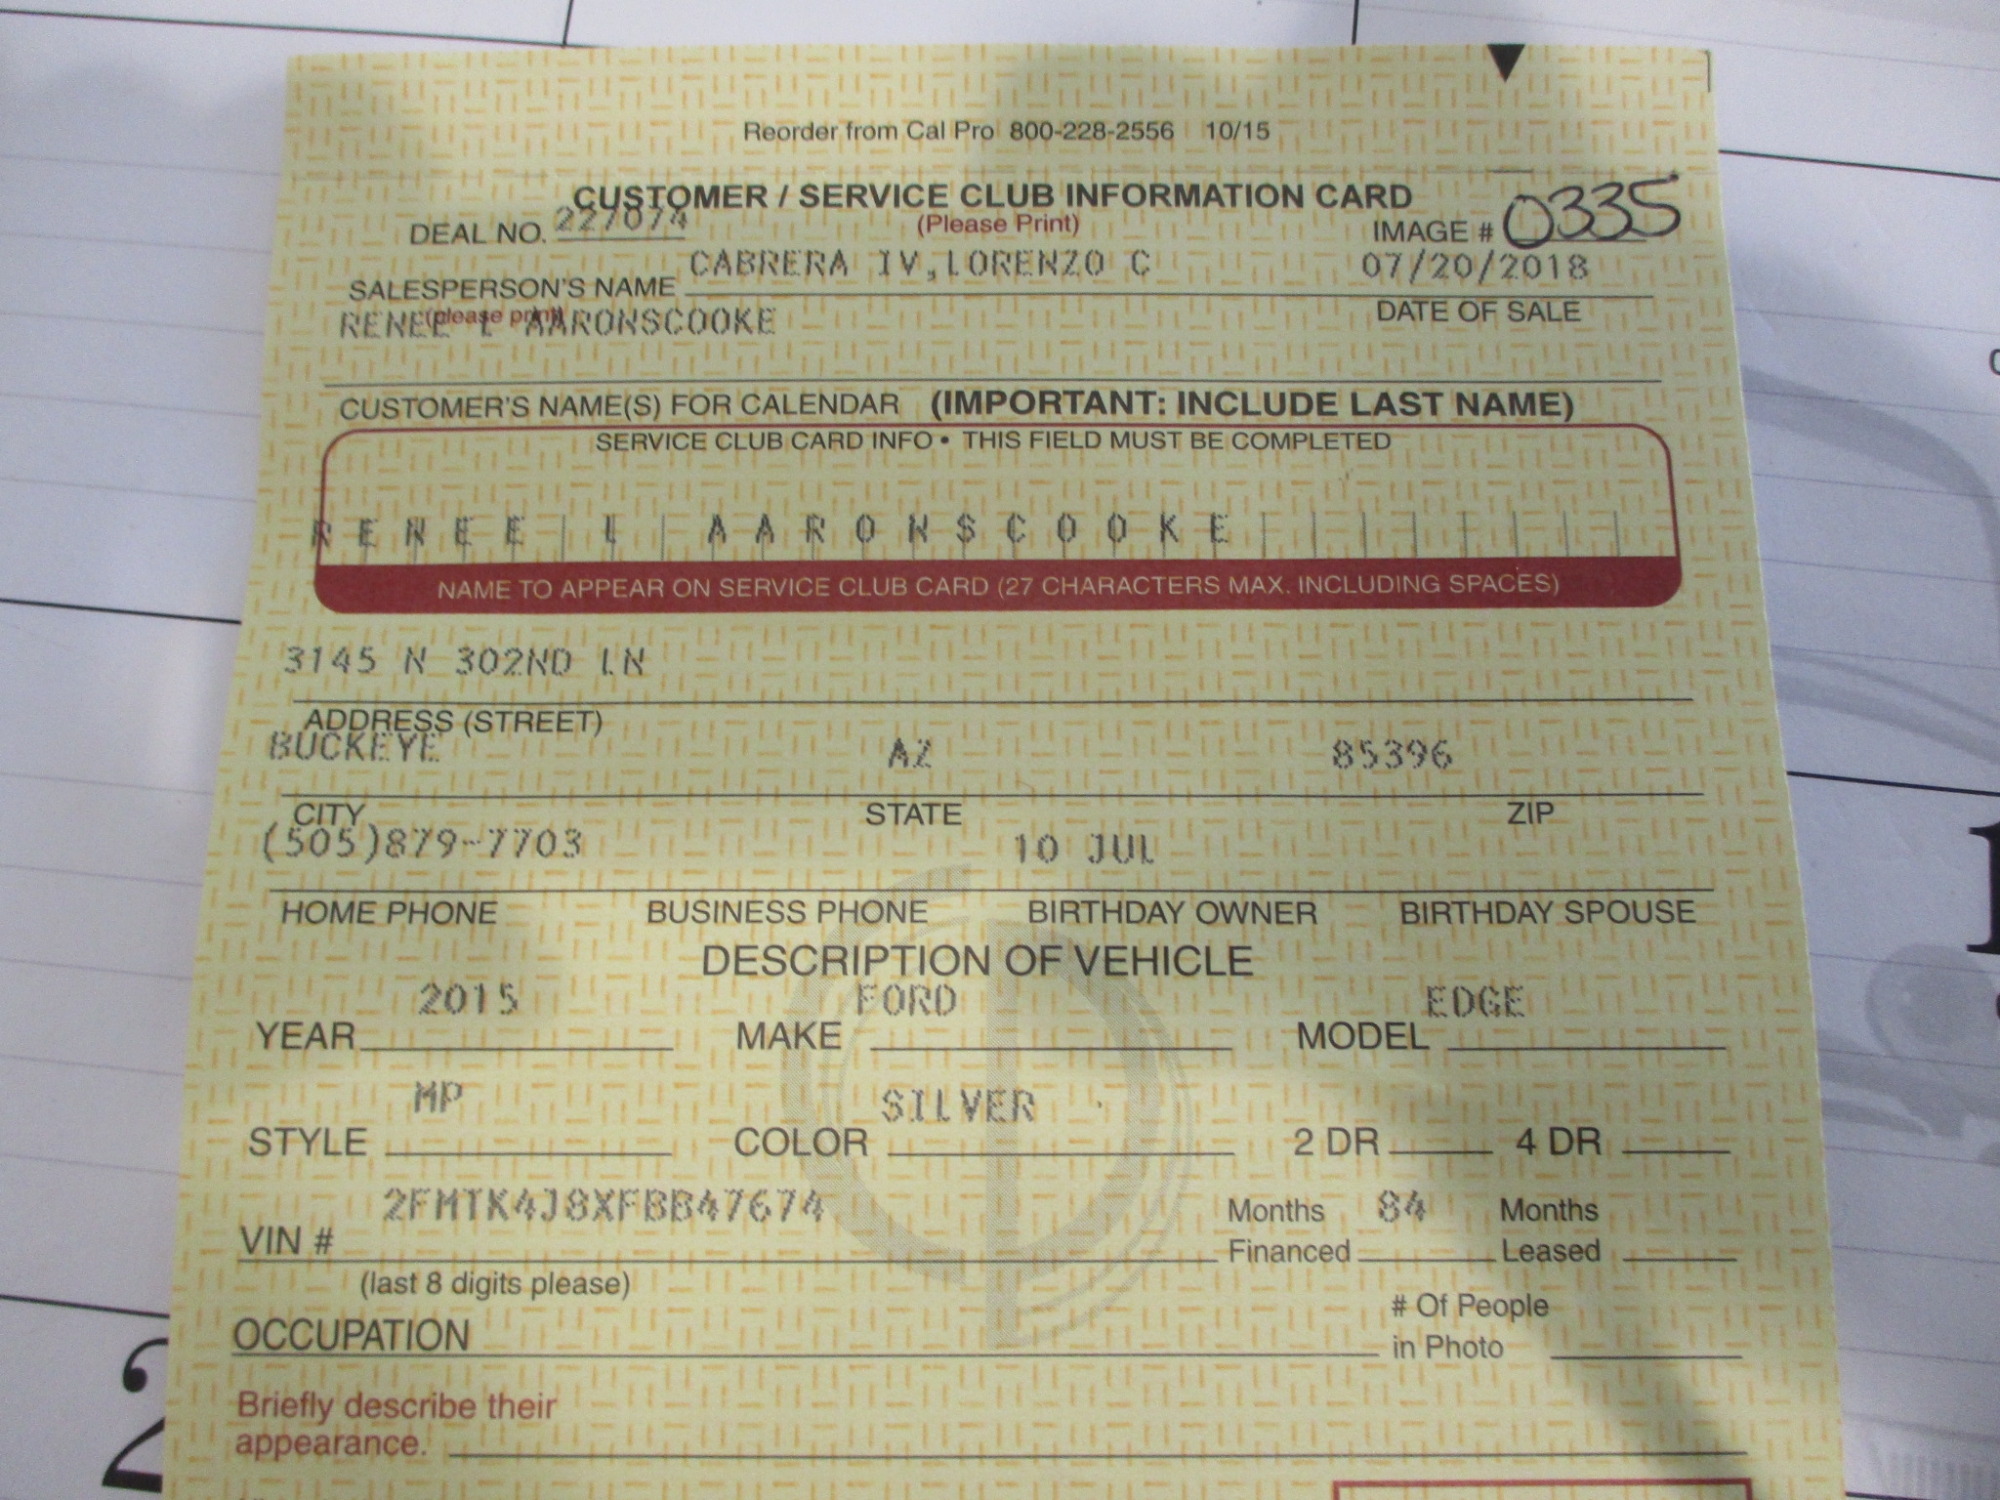 Reorder from Cal Pro 800-228-2556 10/15
CUSTOMER / SERVICE CLUB INFORMATION CARD
DEAL NO. 227074 (Please Print) IMAGE # 0335
SALESPERSON'S NAME CABRERA IV,LORENZO C 07/20/2018
(please print) DATE OF SALE
RENEE L AARONSCOOKE
CUSTOMER'S NAME(S) FOR CALENDAR (IMPORTANT: INCLUDE LAST NAME)
SERVICE CLUB CARD INFO • THIS FIELD MUST BE COMPLETED
RENEE L AARONSCOOKE
NAME TO APPEAR ON SERVICE CLUB CARD (27 CHARACTERS MAX. INCLUDING SPACES)
3145 N 302ND LN
ADDRESS (STREET)
BUCKEYE AZ 85396
CITY STATE ZIP
(505)879-7703 10 JUL
HOME PHONE BUSINESS PHONE BIRTHDAY OWNER BIRTHDAY SPOUSE
DESCRIPTION OF VEHICLE
2015 FORD EDGE
YEAR MAKE MODEL
MP SILVER
STYLE COLOR 2 DR 4 DR
2FMTK4J8XFBB47674 Months 84 Months
VIN # Financed Leased
(last 8 digits please)
# Of People
OCCUPATION in Photo
Briefly describe their
appearance.
2